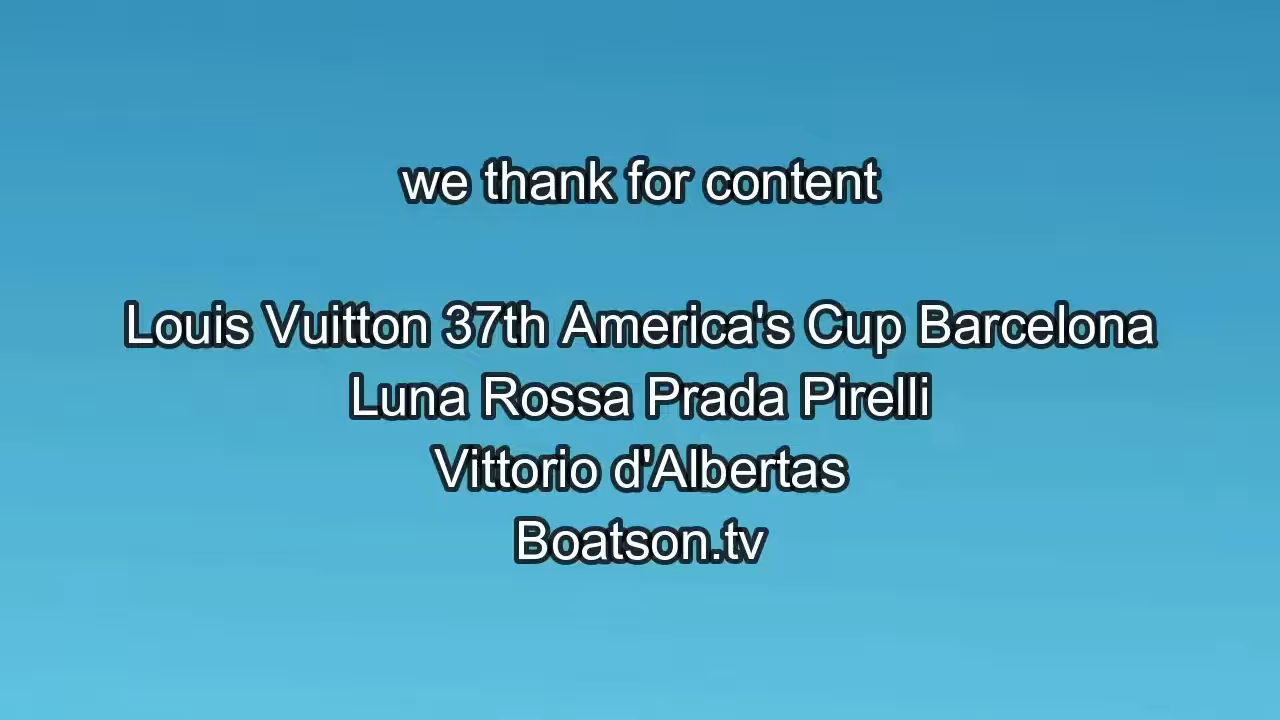 we thank for content
Louis Vuitton 37th America's Cup Barcelona
Luna Rossa Prada Pirelli
Vittorio d'Albertas
Boatson.tv